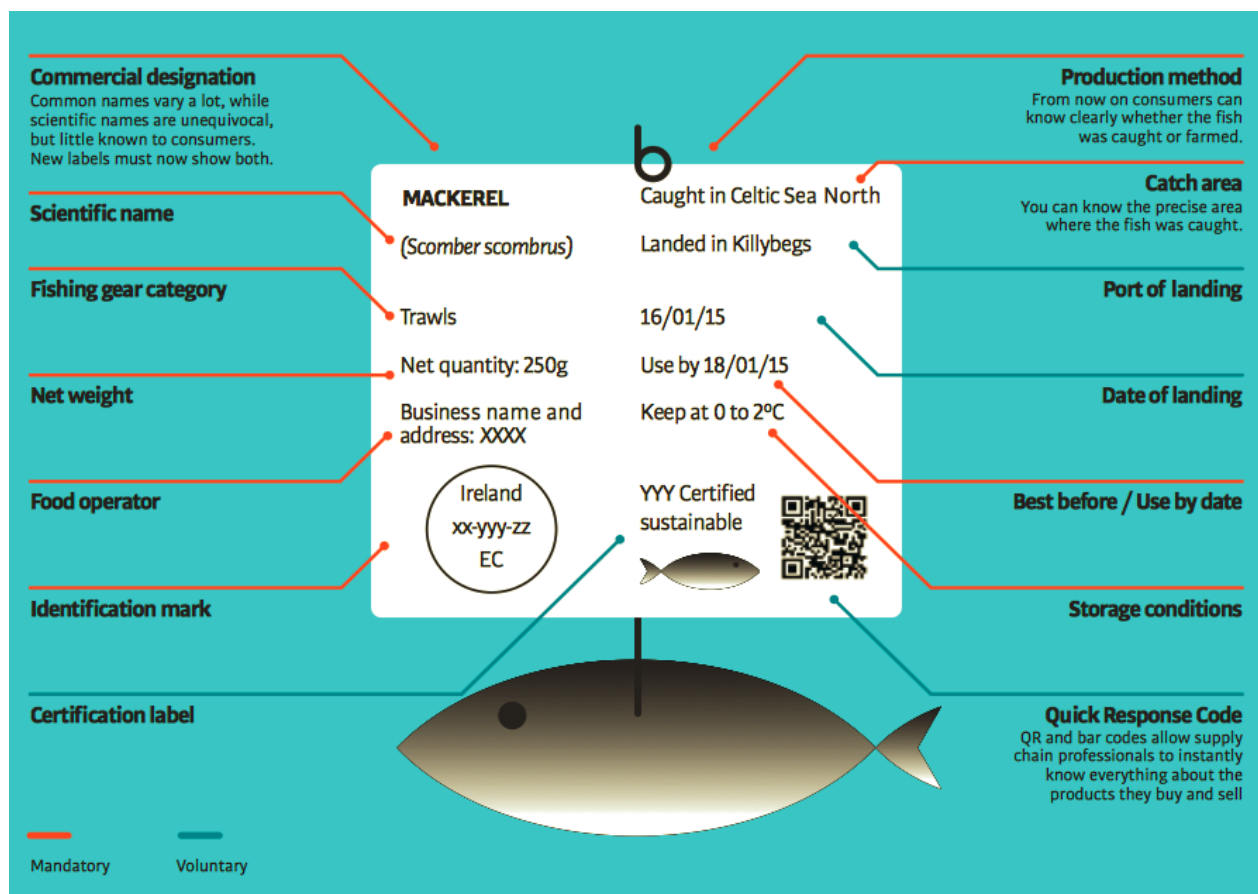 Commercial designation
Common names vary a lot, while
scientific names are unequivocal,
but little known to consumers.
New labels must now show both.
Scientific name
Fishing gear category
Net weight
Food operator
Identification mark
Certification label
MACKEREL
(Scomber scombrus)
Trawls
Net quantity: 250g
Business name and
address: XXXX
Ireland
xx-yyy-zz
EC
Caught in Celtic Sea North
Landed in Killybegs
16/01/15
Use by 18/01/15
Keep at 0 to 2ºC
YYY Certified
sustainable
Production method
From now on consumers can
know clearly whether the fish
was caught or farmed.
Catch area
You can know the precise area
where the fish was caught.
Port of landing
Date of landing
Best before / Use by date
Storage conditions
Quick Response Code
QR and bar codes allow supply
chain professionals to instantly
know everything about the
products they buy and sell
Mandatory
Voluntary